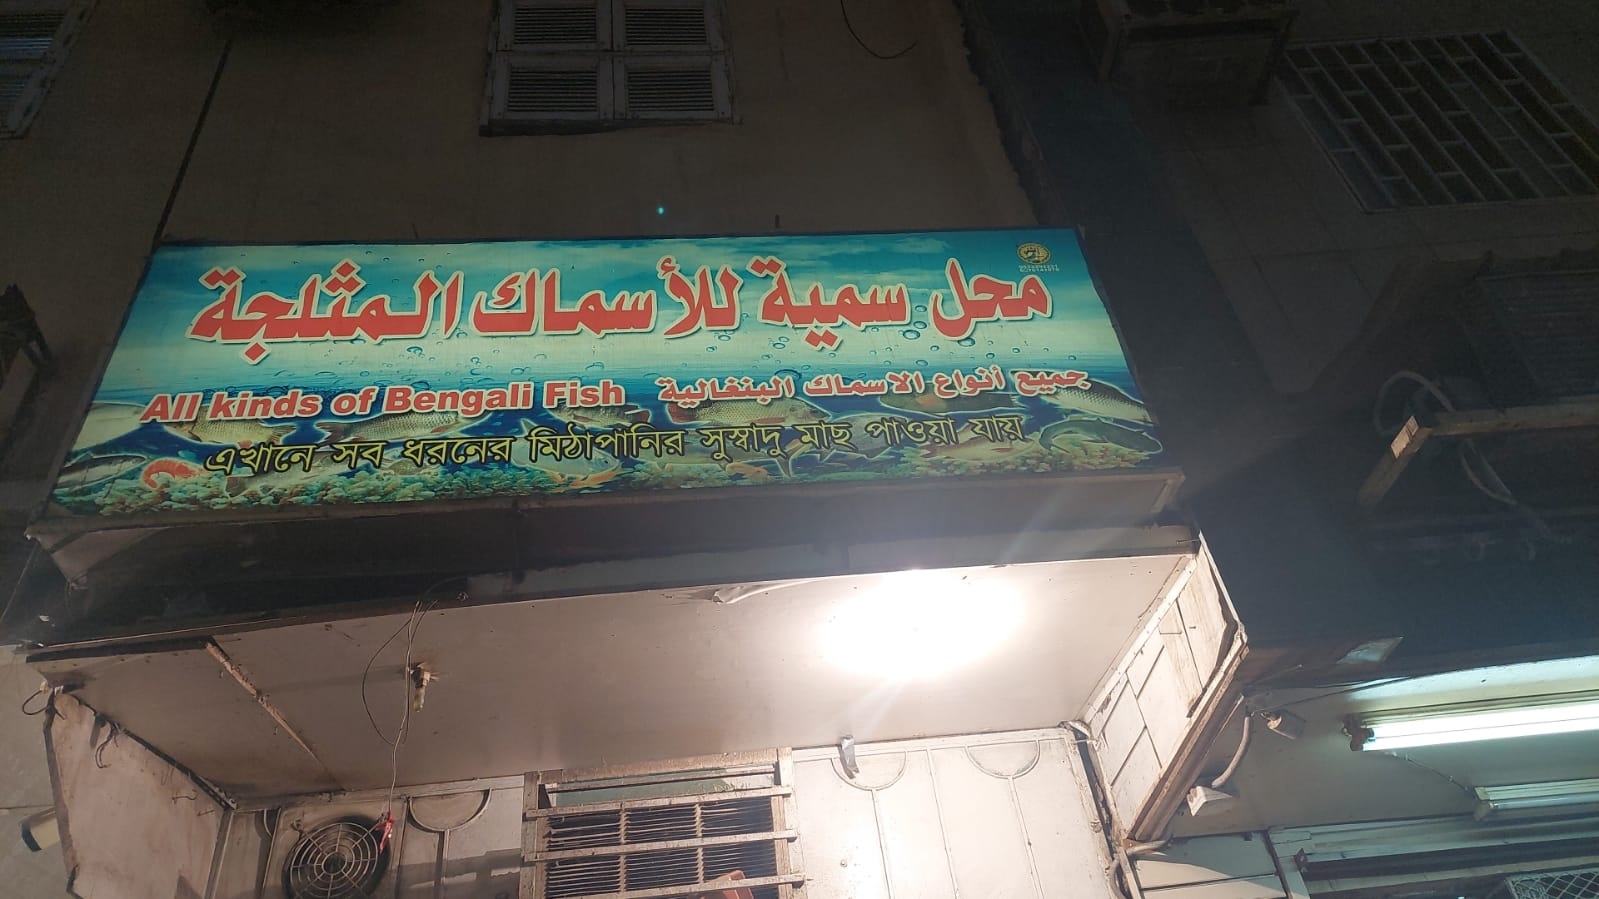 محل سمية للأسماك المثلجة
All kinds of Bengali Fish جميع أنواع الاسماك البنغالية
এখানে সব ধরনের মিঠাপানির সুস্বাদু মাছ পাওয়া যায়